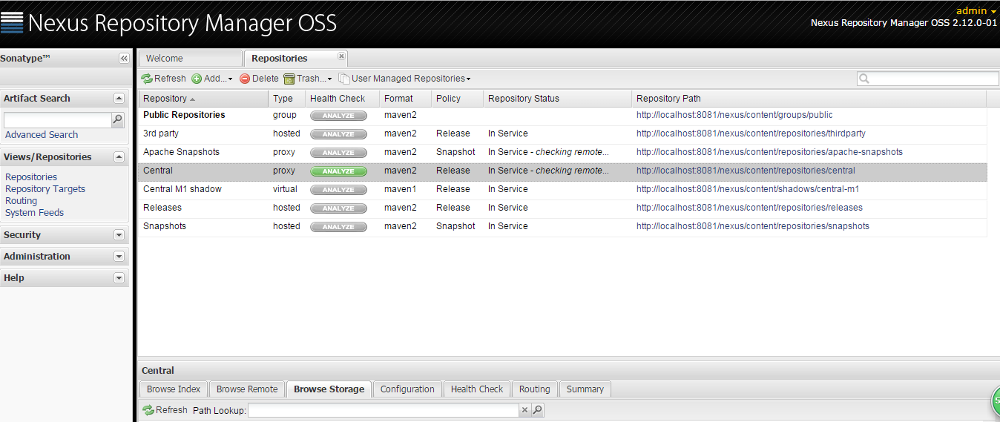 Nexus Repository Manager OSS
admin
Nexus Repository Manager OSS 2.12.0-01
Sonatype™
Welcome
Repositories
Refresh Add... Delete Trash... User Managed Repositories
Artifact Search
Advanced Search
Views/Repositories
Repositories
Repository Targets
Routing
System Feeds
Security
Administration
Help
Repository Type Health Check Format Policy Repository Status Repository Path
Public Repositories group ANALYZE maven2 http://localhost:8081/nexus/content/groups/public
3rd party hosted ANALYZE maven2 Release In Service http://localhost:8081/nexus/content/repositories/thirdparty
Apache Snapshots proxy ANALYZE maven2 Snapshot In Service - checking remote... http://localhost:8081/nexus/content/repositories/apache-snapshots
Central proxy ANALYZE maven2 Release In Service - checking remote... http://localhost:8081/nexus/content/repositories/central
Central M1 shadow virtual ANALYZE maven1 Release In Service http://localhost:8081/nexus/content/shadows/central-m1
Releases hosted ANALYZE maven2 Release In Service http://localhost:8081/nexus/content/repositories/releases
Snapshots hosted ANALYZE maven2 Snapshot In Service http://localhost:8081/nexus/content/repositories/snapshots
Central
Browse Index Browse Remote Browse Storage Configuration Health Check Routing Summary
Refresh Path Lookup: